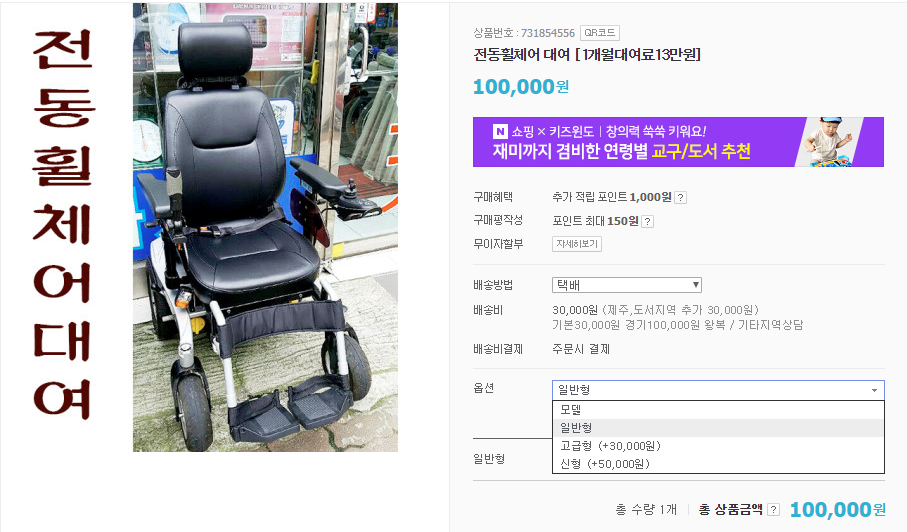 전동휠체어대여
상품번호 : 731854556 QR코드
전동휠체어 대여 [ 1개월대여료13만원]
100,000원
N 쇼핑 × 키즈윈도 | 창의력 쑥쑥 키워요!
재미까지 겸비한 연령별 교구/도서 추천
구매혜택 추가 적립 포인트 1,000원 ?
구매평작성 포인트 최대 150원 ?
무이자할부 자세히보기
배송방법 택배
배송비 30,000원 (제주,도서지역 추가 30,000원)
기본30,000원 경기100,000원 왕복 / 기타지역상담
배송비결제 주문시 결제
옵션 일반형
모델
일반형
고급형 (+30,000원)
신형 (+50,000원)
일반형
총 수량 1개 | 총 상품금액 ? 100,000원